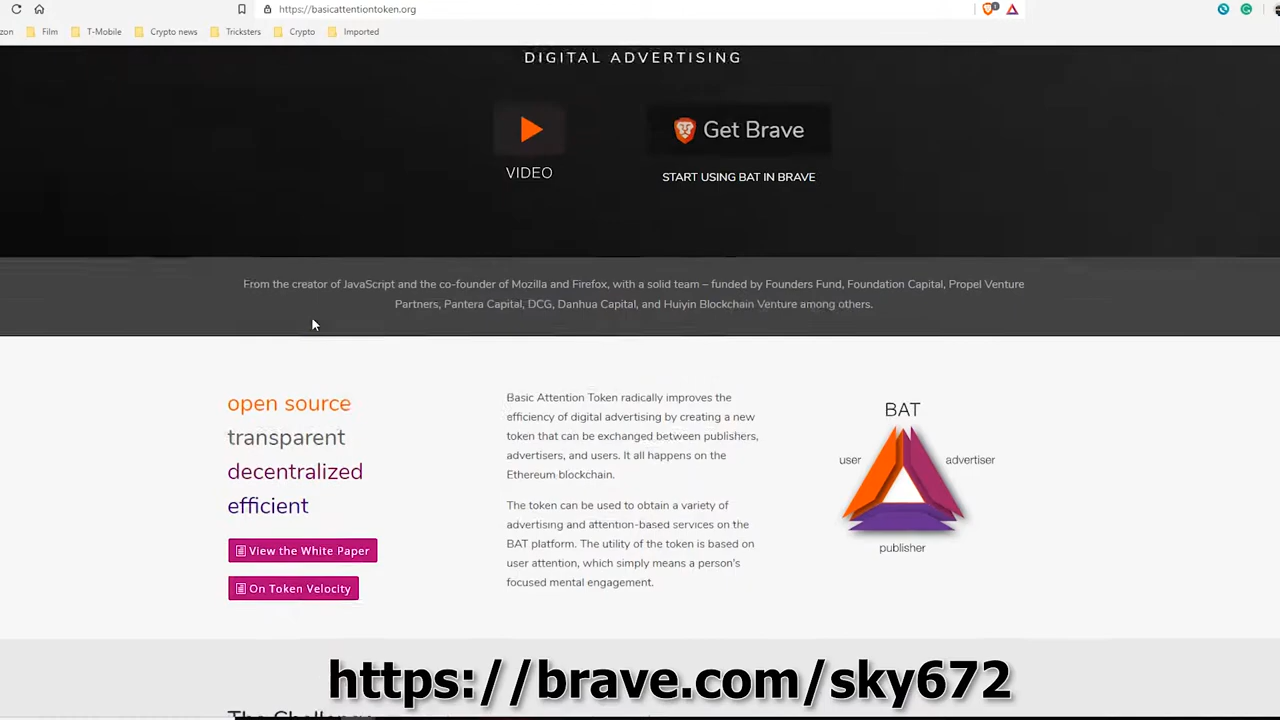 https://basicattentiontoken.org
1
zon Film T-Mobile Crypto news Tricksters Crypto Imported
DIGITAL ADVERTISING
Get Brave
VIDEO
START USING BAT IN BRAVE
From the creator of JavaScript and the co-founder of Mozilla and Firefox, with a solid team – funded by Founders Fund, Foundation Capital, Propel Venture
Partners, Pantera Capital, DCG, Danhua Capital, and Huiyin Blockchain Venture among others.
open source
transparent
decentralized
efficient
View the White Paper
On Token Velocity
Basic Attention Token radically improves the
efficiency of digital advertising by creating a new
token that can be exchanged between publishers,
advertisers, and users. It all happens on the
Ethereum blockchain.
The token can be used to obtain a variety of
advertising and attention-based services on the
BAT platform. The utility of the token is based on
user attention, which simply means a person's
focused mental engagement.
BAT
user
advertiser
publisher
https://brave.com/sky672
The Challenge